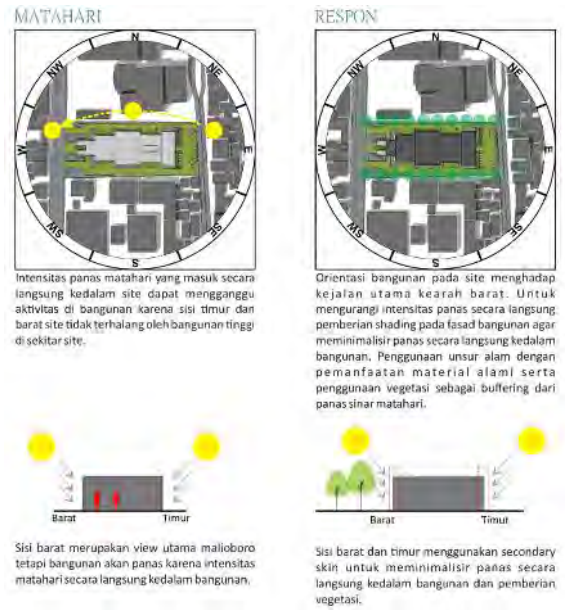 MATAHARI
N
NE
E
SE
S
SW
W
NW
Intensitas panas matahari yang masuk secara
langsung kedalam site dapat mengganggu
aktivitas di bangunan karena sisi timur dan
barat site tidak terhalang oleh bangunan tinggi
di sekitar site.
Barat Timur
Sisi barat merupakan view utama malioboro
tetapi bangunan akan panas karena intensitas
matahari secara langsung kedalam bangunan.
RESPON
N
NE
E
SE
S
SW
W
NW
Orientasi bangunan pada site menghadap
kejalan utama kearah barat. Untuk
mengurangi intensitas panas secara langsung
pemberian shading pada fasad bangunan agar
meminimalisir panas secara langsung kedalam
bangunan. Penggunaan unsur alam dengan
pemanfaatan material alami serta
penggunaan vegetasi sebagai buffering dari
panas sinar matahari.
Barat Timur
Sisi barat dan timur menggunakan secondary
skin untuk meminimalisir panas secara
langsung kedalam bangunan dan pemberian
vegetasi.